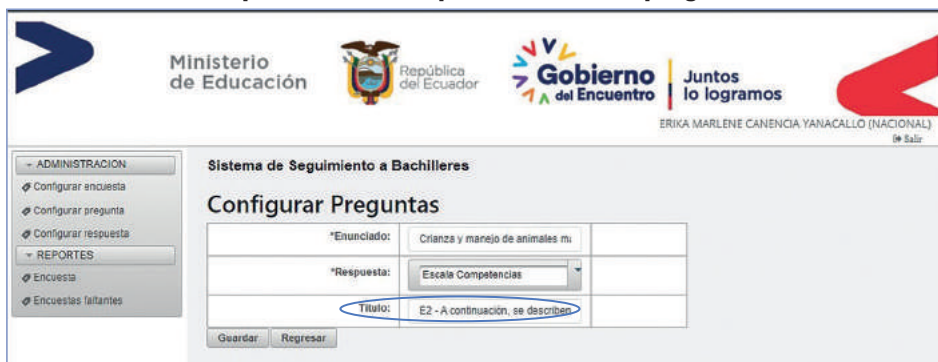 Ministerio
de Educación
República
del Ecuador
Gobierno
del Encuentro
Juntos
lo logramos
ERIKA MARLENE CANENCIA YANACALLO (NACIONAL)
Salir
ADMINISTRACION
Configurar encuesta
Configurar pregunta
Configurar respuesta
REPORTES
Encuesta
Encuestas faltantes
Sistema de Seguimiento a Bachilleres
Configurar Preguntas
*Enunciado: Crianza y manejo de animales
*Respuesta: Escala Competencias
Titulo: E2 - A continuación, se describen
Guardar Regresar